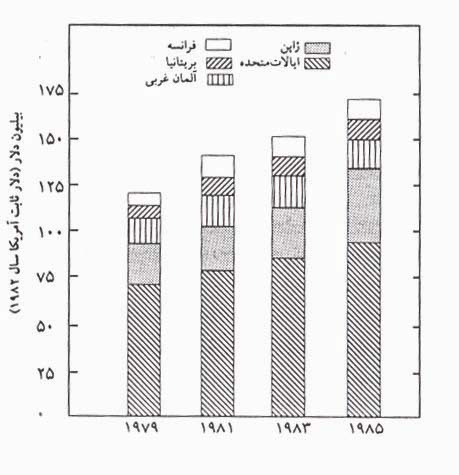 ژاپن فرانسه
ایالات‌متحده بریتانیا
آلمان غربی
بیلیون دلار (دلار ثابت آمریکا سال ۱۹۸۲)
۱۷۵
۱۵۰
۱۲۵
۱۰۰
۷۵
۵۰
۲۵
۰
۱۹۷۹ ۱۹۸۱ ۱۹۸۳ ۱۹۸۵